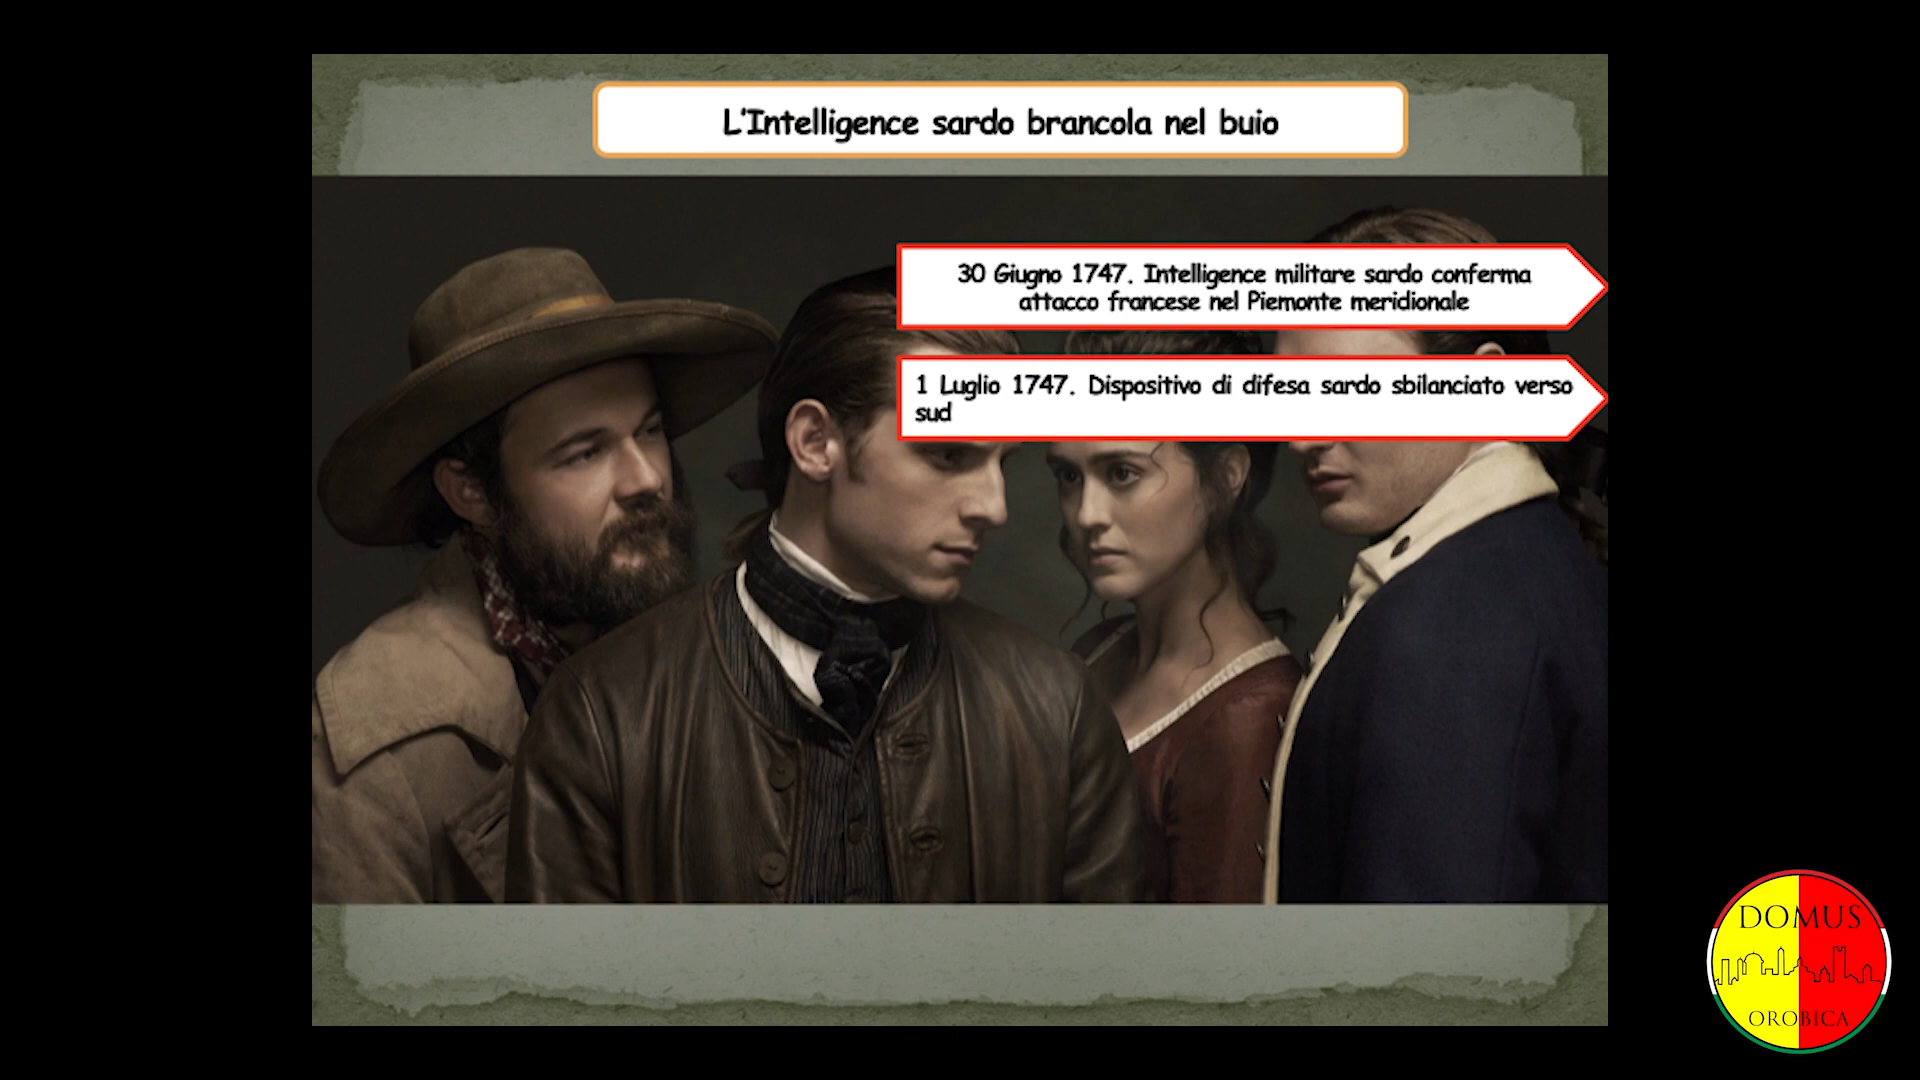 L'Intelligence sardo brancola nel buio
30 Giugno 1747. Intelligence militare sardo conferma
attacco francese nel Piemonte meridionale
1 Luglio 1747. Dispositivo di difesa sardo sbilanciato verso
sud
DOMUS
OROBICA